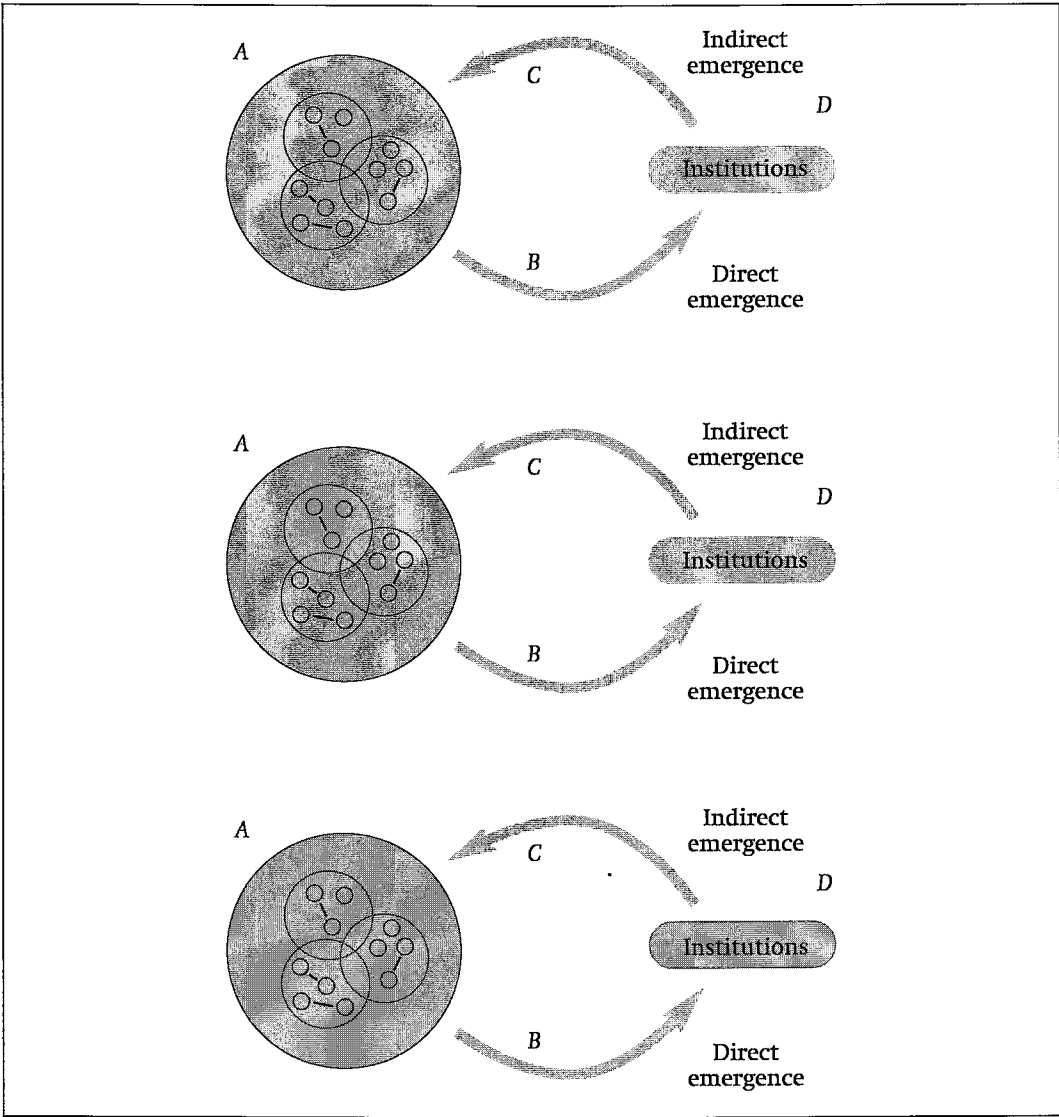 A
C
Indirect
emergence
D
Institutions
B
Direct
emergence
A
C
Indirect
emergence
D
Institutions
B
Direct
emergence
A
C
Indirect
emergence
D
Institutions
B
Direct
emergence